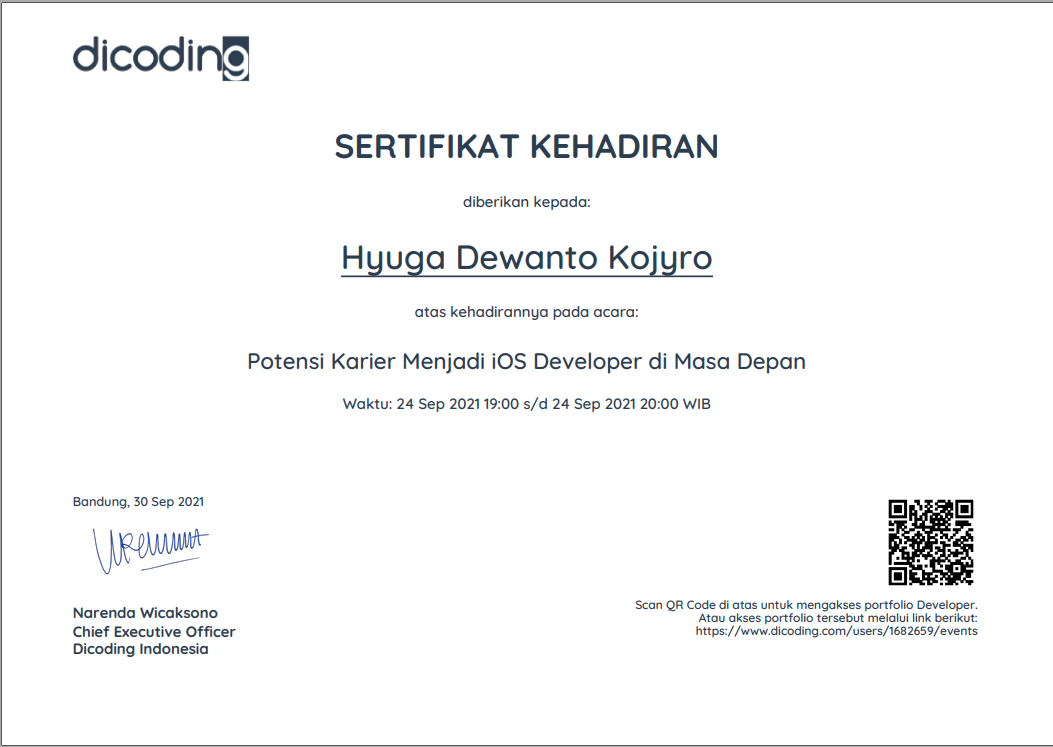 dicoding
SERTIFIKAT KEHADIRAN
diberikan kepada:
Hyuga Dewanto Kojyro
atas kehadirannya pada acara:
Potensi Karier Menjadi iOS Developer di Masa Depan
Waktu: 24 Sep 2021 19:00 s/d 24 Sep 2021 20:00 WIB
Bandung, 30 Sep 2021
Narenda Wicaksono
Chief Executive Officer
Dicoding Indonesia
Scan QR Code di atas untuk mengakses portfolio Developer.
Atau akses portfolio tersebut melalui link berikut:
https://www.dicoding.com/users/1682659/events